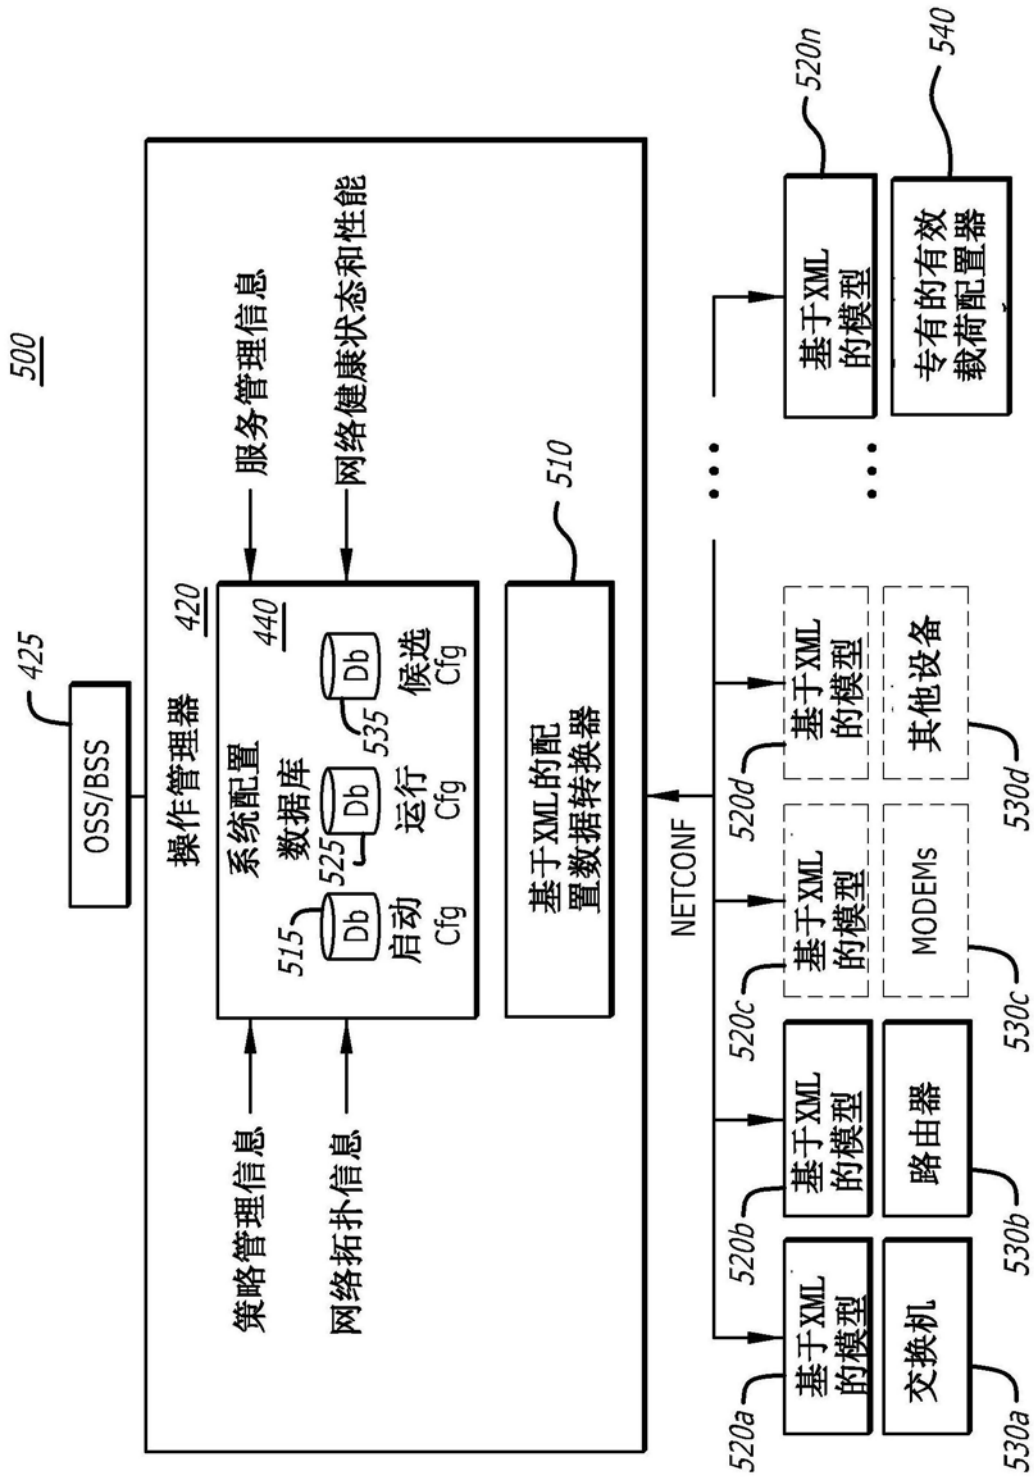 500
OSS/BSS
425
操作管理器
420
系统配置
数据库
440
515
525
535
Db
Db
Db
启动
Cfg
运行
Cfg
候选
Cfg
策略管理信息
网络拓扑信息
服务管理信息
网络健康状态和性能
基于XML的配
置数据转换器
510
NETCONF
520a
基于XML
的模型
520b
基于XML
的模型
520c
基于XML
的模型
520d
基于XML
的模型
基于XML
的模型
520n
530a
交换机
530b
路由器
530c
MODEMs
530d
其他设备
专有的有效
载荷配置器
540